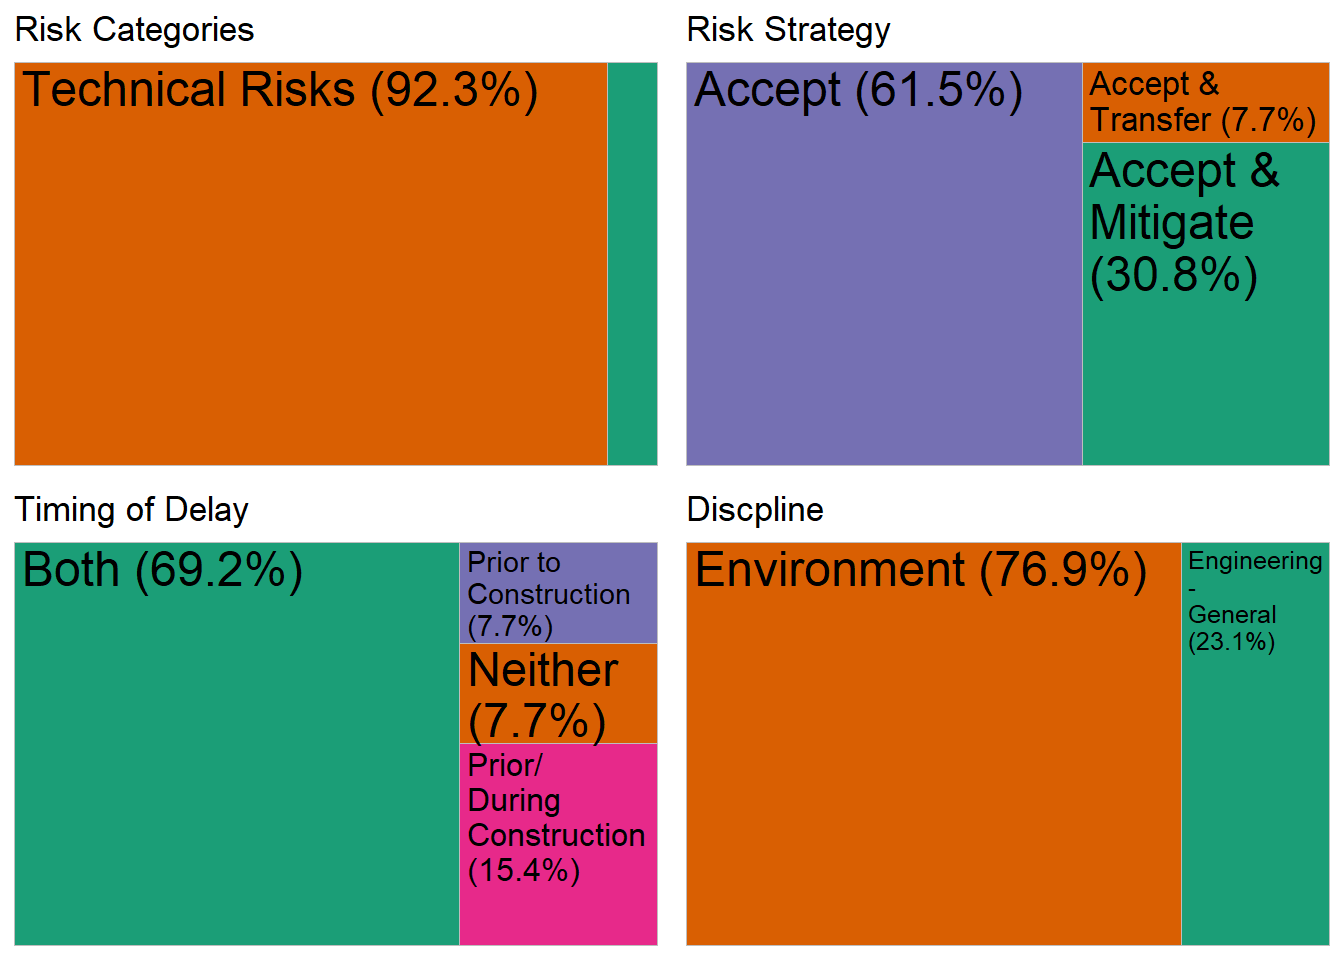 Risk Categories
Technical Risks (92.3%)
Risk Strategy
Accept (61.5%)
Accept &
Transfer (7.7%)
Accept &
Mitigate
(30.8%)
Timing of Delay
Both (69.2%)
Prior to
Construction
(7.7%)
Neither
(7.7%)
Prior/
During
Construction
(15.4%)
Discpline
Environment (76.9%)
Engineering
-
General
(23.1%)